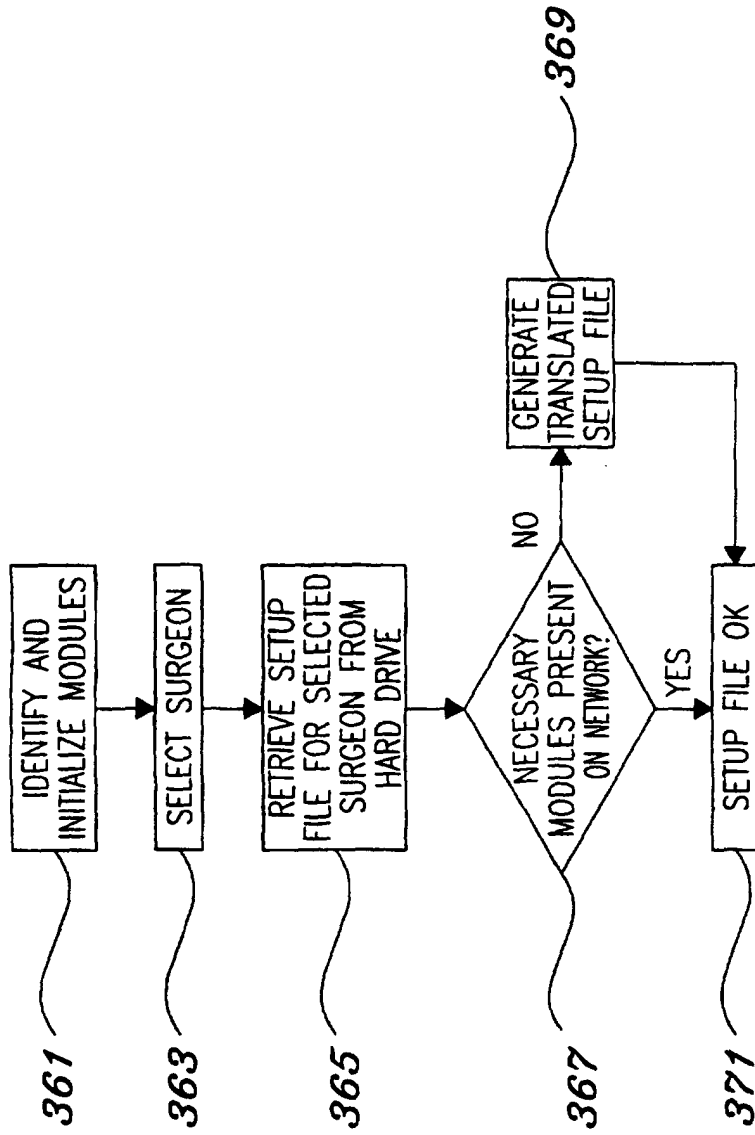 361
IDENTIFY AND
INITIALIZE MODULES
363
SELECT SURGEON
365
RETRIEVE SETUP
FILE FOR SELECTED
SURGEON FROM
HARD DRIVE
367
NECESSARY
MODULES PRESENT
ON NETWORK?
NO
369
GENERATE
TRANSLATED
SETUP FILE
YES
371
SETUP FILE OK